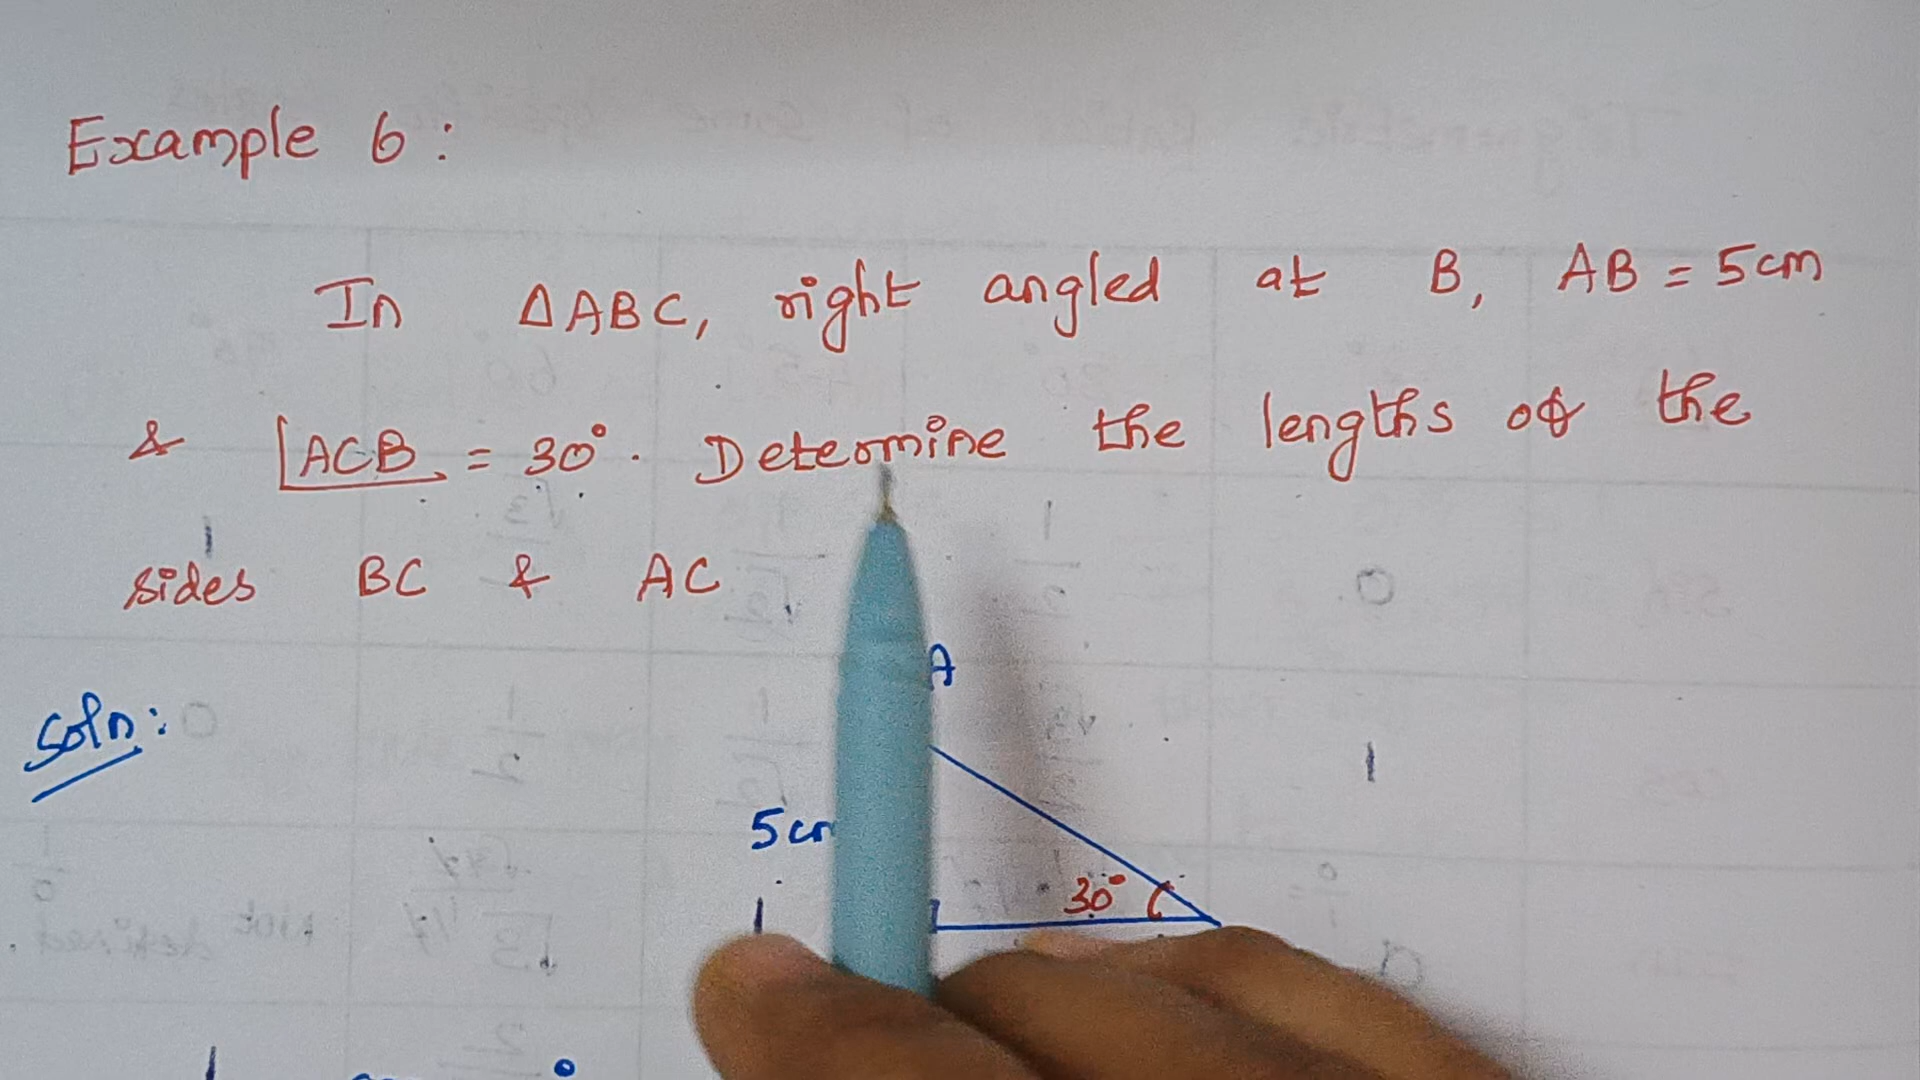 Example 6 :
In ΔABC, right angled at B, AB = 5cm
& ∠ACB = 30°. Determine the lengths of the
sides BC & AC
Soln:
A
5cm
30°